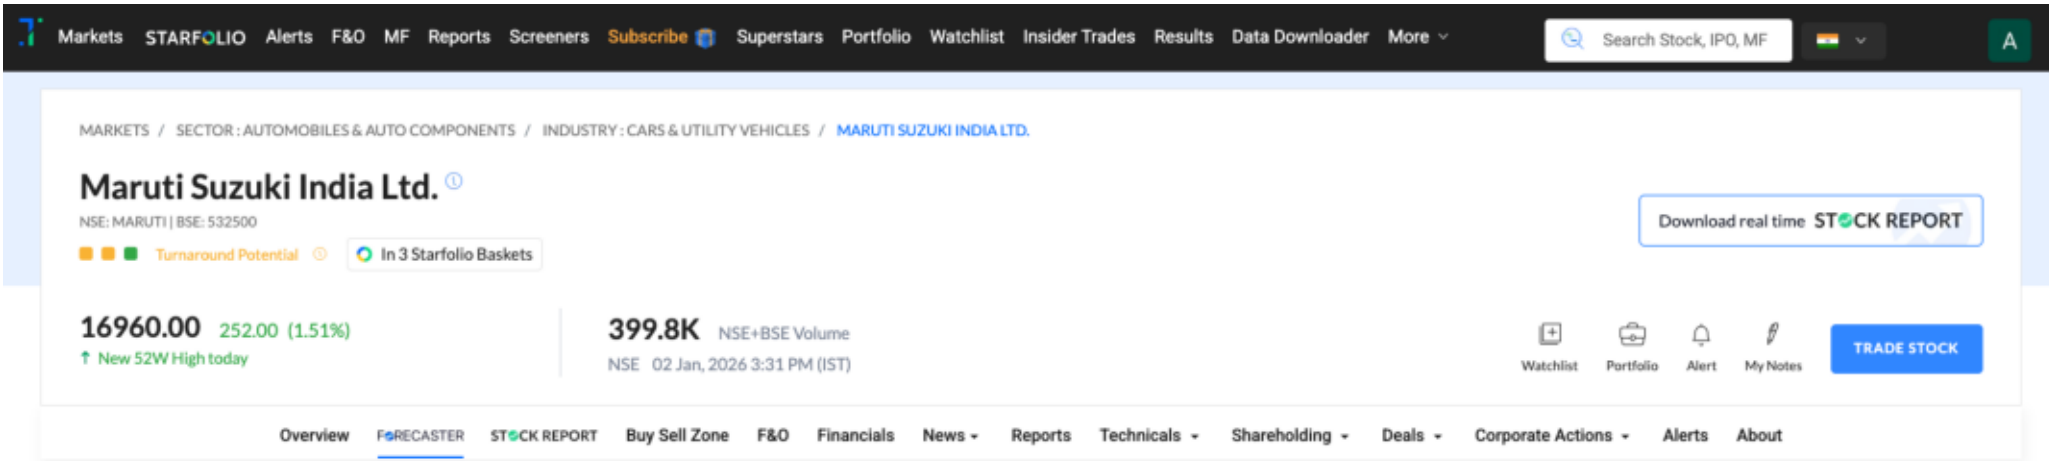 Markets STARFOLIO Alerts F&O MF Reports Screeners Subscribe Superstars Portfolio Watchlist Insider Trades Results Data Downloader More Search Stock, IPO, MF A
MARKETS / SECTOR : AUTOMOBILES & AUTO COMPONENTS / INDUSTRY : CARS & UTILITY VEHICLES / MARUTI SUZUKI INDIA LTD.
Maruti Suzuki India Ltd.
NSE: MARUTI | BSE: 532500
Download real time STOCK REPORT
Turnaround Potential In 3 Starfolio Baskets
16960.00 252.00 (1.51%) 399.8K NSE+BSE Volume
↑ New 52W High today NSE 02 Jan, 2026 3:31 PM (IST)
Watchlist Portfolio Alert My Notes TRADE STOCK
Overview FORECASTER STOCK REPORT Buy Sell Zone F&O Financials News Reports Technicals Shareholding Deals Corporate Actions Alerts About